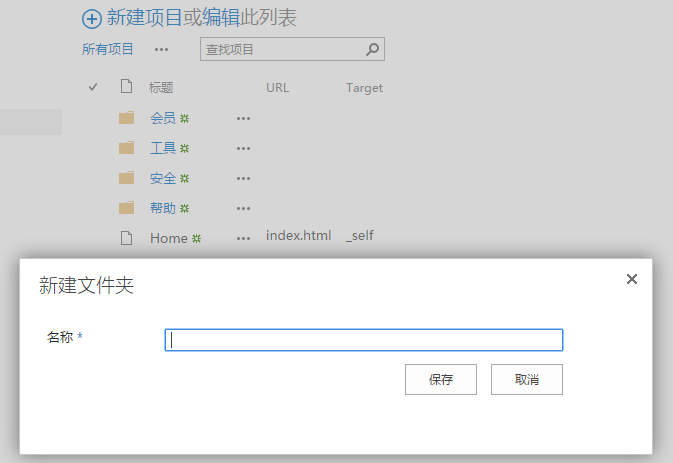 新建项目或编辑此列表
所有项目 ••• 查找项目
标题 URL Target
会员 •••
工具 •••
安全 •••
帮助 •••
Home ••• index.html _self
新建文件夹
名称 *
保存 取消